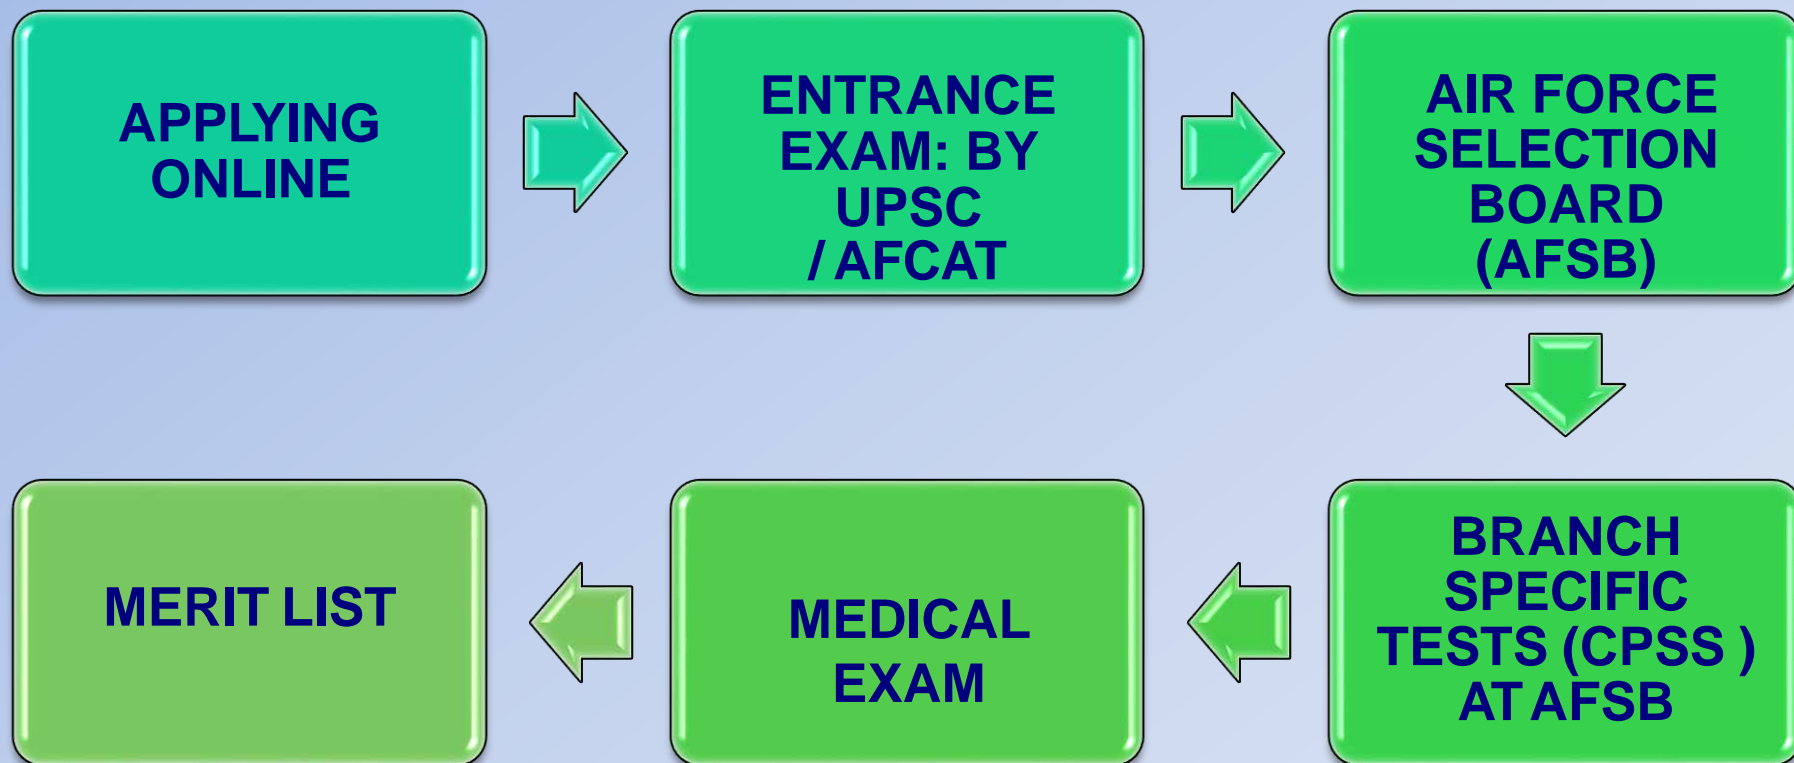 APPLYING
ONLINE
ENTRANCE
EXAM: BY
UPSC
/ AFCAT
AIR FORCE
SELECTION
BOARD
(AFSB)
BRANCH
SPECIFIC
TESTS (CPSS )
AT AFSB
MEDICAL
EXAM
MERIT LIST